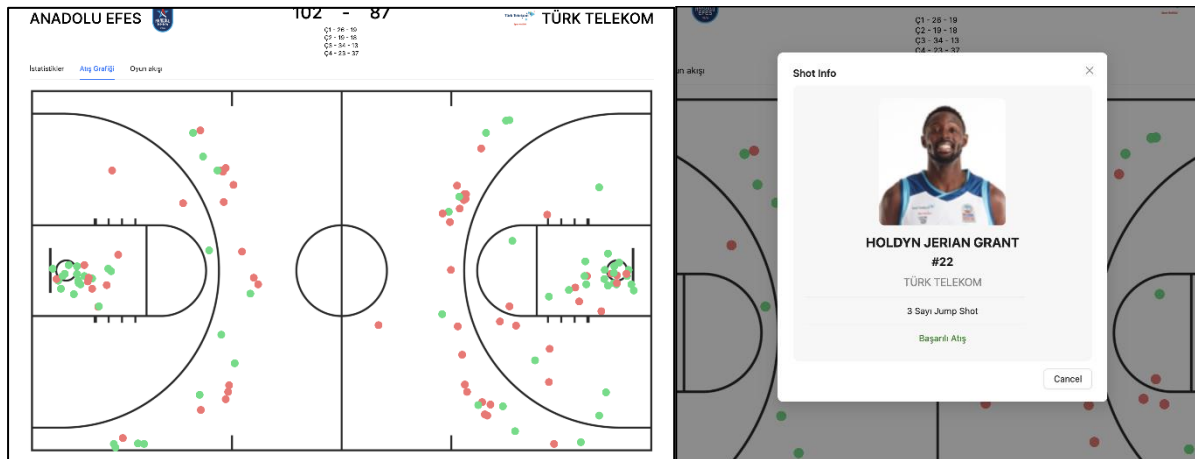 ANADOLU EFES
102 - 87
TÜRK TELEKOM
Ç1 - 26 - 19
Ç2 - 19 - 18
Ç3 - 34 - 13
Ç4 - 23 - 37
İstatistikler Atış Grafiği Oyun akışı
Ç1 - 26 - 19
Ç2 - 19 - 18
Ç3 - 34 - 13
Ç4 - 23 - 37
un akışı
Shot Info
HOLDYN JERIAN GRANT
#22
TÜRK TELEKOM
3 Sayı Jump Shot
Başarılı Atış
Cancel